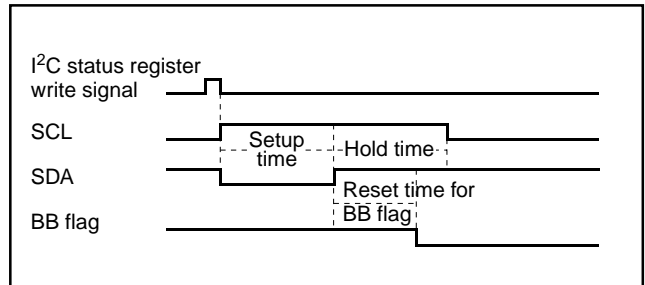 I²C status register
write signal
SCL
Setup
time
Hold time
SDA
Reset time for
BB flag
BB flag